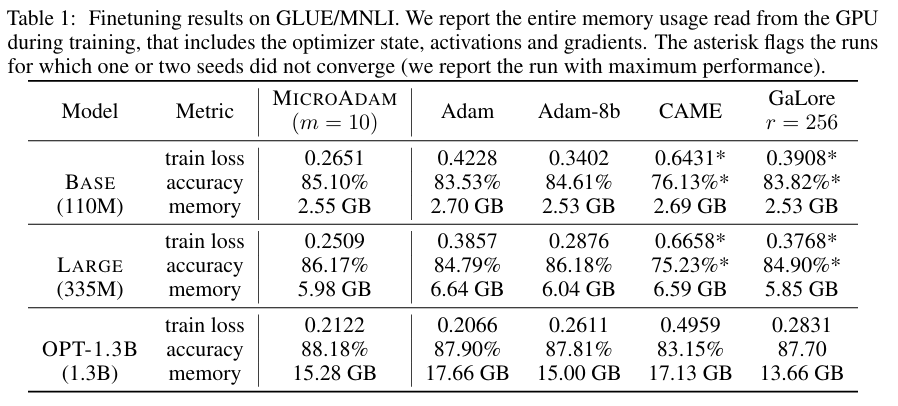 Table 1: Finetuning results on GLUE/MNLI. We report the entire memory usage read from the GPU
during training, that includes the optimizer state, activations and gradients. The asterisk flags the runs
for which one or two seeds did not converge (we report the run with maximum performance).
Model Metric MICROADAM (m = 10) Adam Adam-8b CAME GaLore r = 256
train loss 0.2651 0.4228 0.3402 0.6431* 0.3908*
BASE accuracy 85.10% 83.53% 84.61% 76.13%* 83.82%*
(110M) memory 2.55 GB 2.70 GB 2.53 GB 2.69 GB 2.53 GB
train loss 0.2509 0.3857 0.2876 0.6658* 0.3768*
LARGE accuracy 86.17% 84.79% 86.18% 75.23%* 84.90%*
(335M) memory 5.98 GB 6.64 GB 6.04 GB 6.59 GB 5.85 GB
train loss 0.2122 0.2066 0.2611 0.4959 0.2831
OPT-1.3B accuracy 88.18% 87.90% 87.81% 83.15% 87.70
(1.3B) memory 15.28 GB 17.66 GB 15.00 GB 17.13 GB 13.66 GB